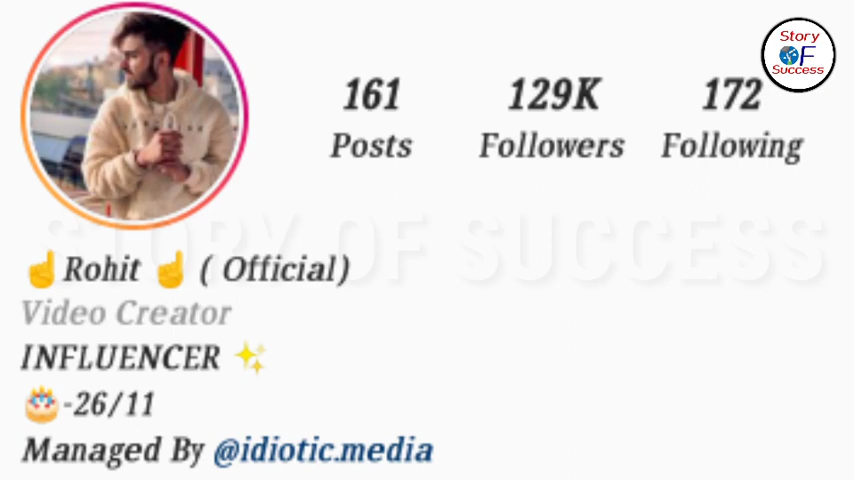 Story
OF
Success
161 129K 172
Posts Followers Following
STORY OF SUCCESS
☝Rohit ☝ ( Official)
Video Creator
INFLUENCER ✨
🎂-26/11
Managed By @idiotic.media